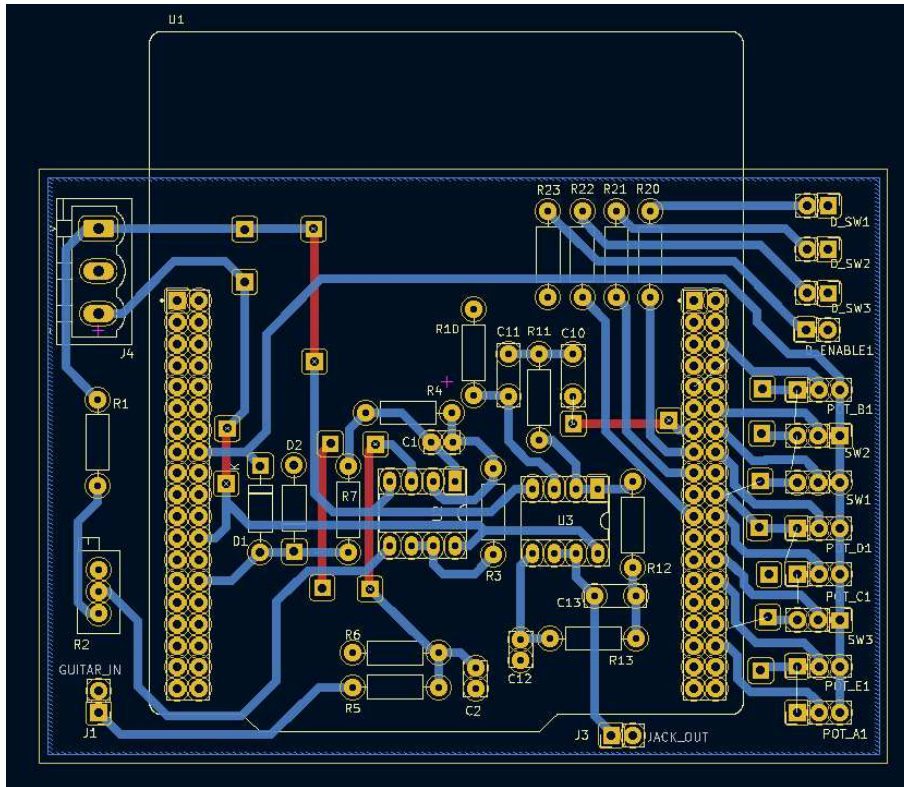 U1
R23 R22 R21 R20
D_SW1
D_SW2
D_SW3
J4
D_ENABLE1
R10
C11 R11 C10
R4
R1
POT_B1
C1
SW2
D2
K
R7
SW1
U3
D1
POT_D1
R3
R12
POT_C1
C13
R2
R6
SW3
R13
GUITAR_IN
C12
POT_E1
R5
C2
J1
J3 JACK_OUT
POT_A1